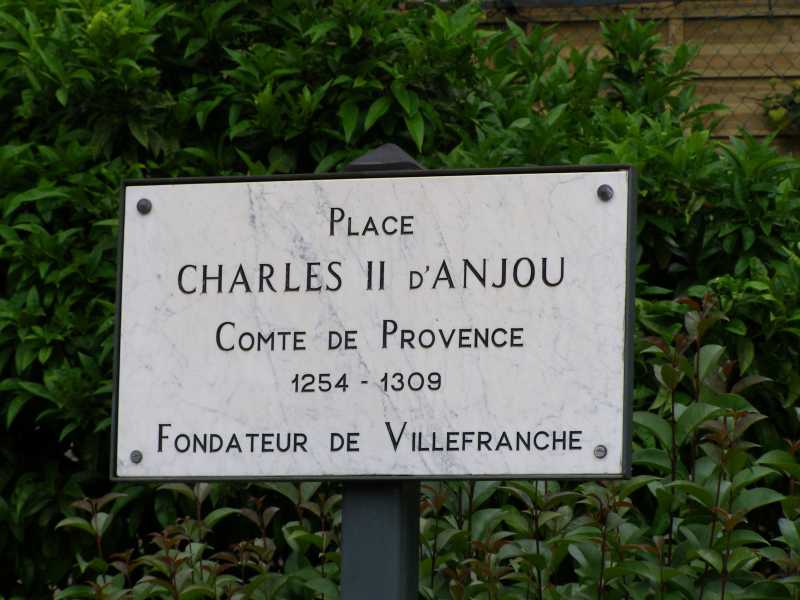 PLACE
CHARLES II D'ANJOU
COMTE DE PROVENCE
1254 - 1309
FONDATEUR DE VILLEFRANCHE